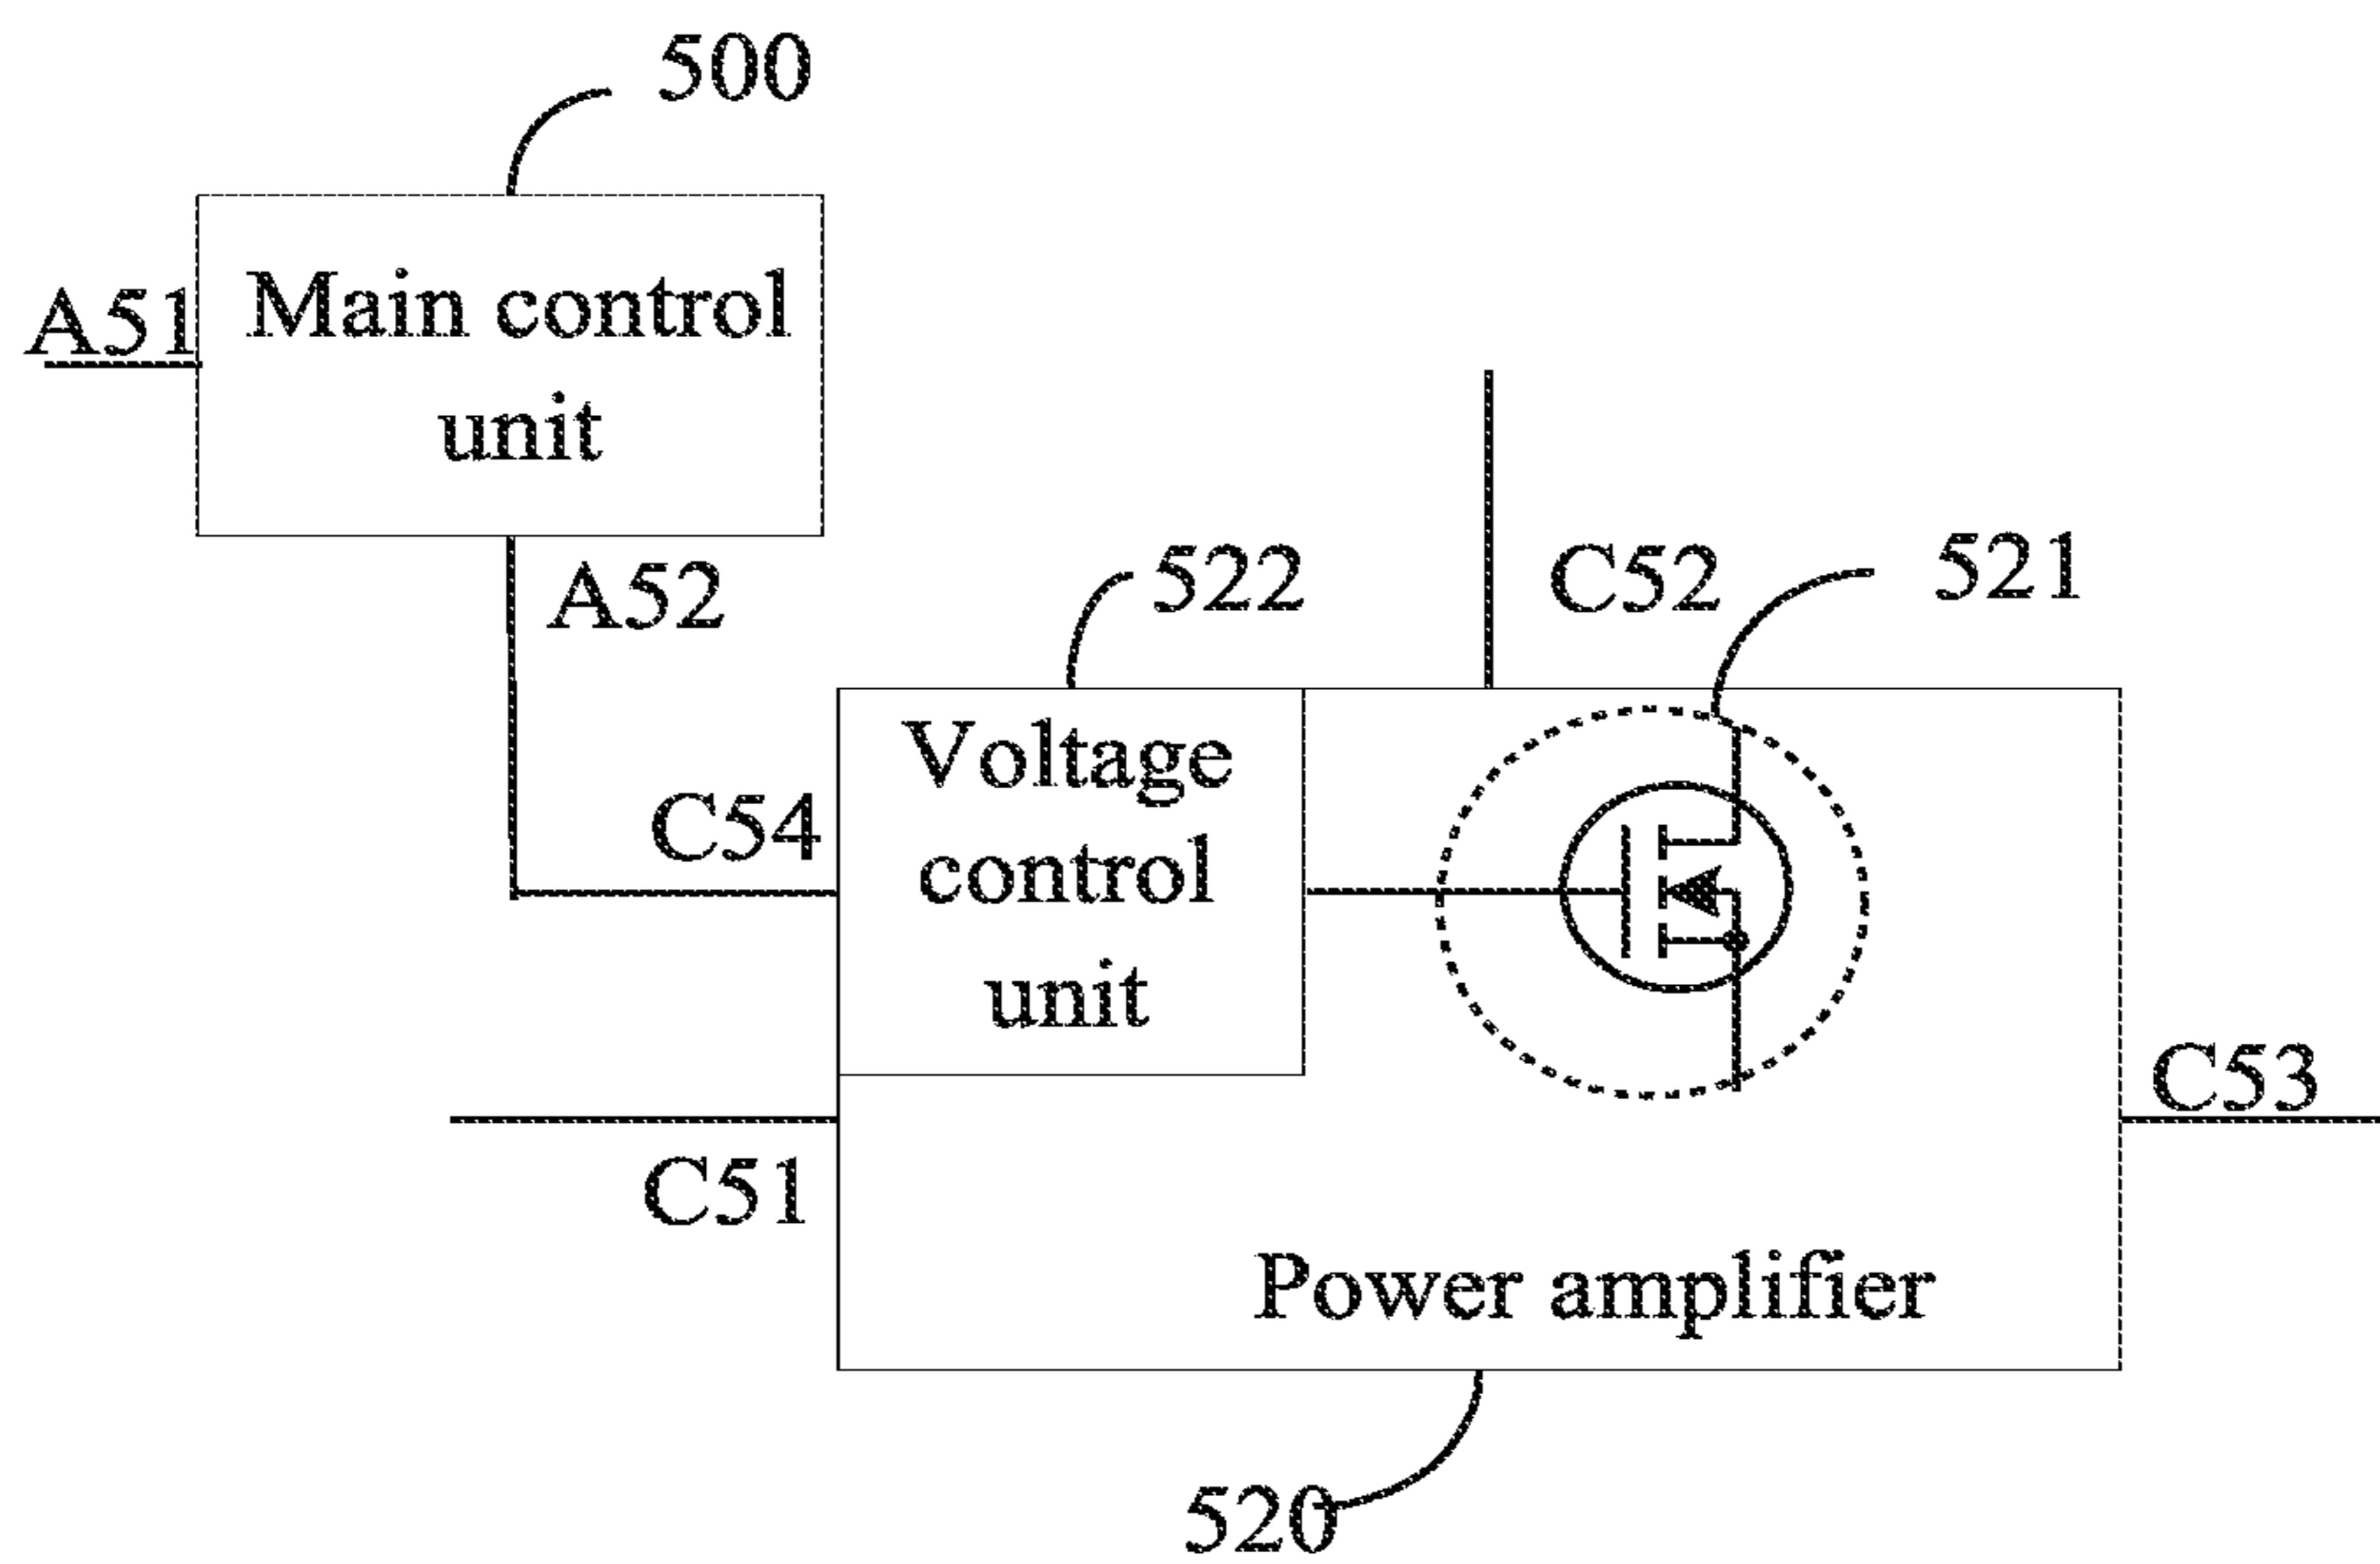 500
A51
Main control
unit
A52
522
C52
521
Voltage
control
unit
C54
C53
C51
Power amplifier
520